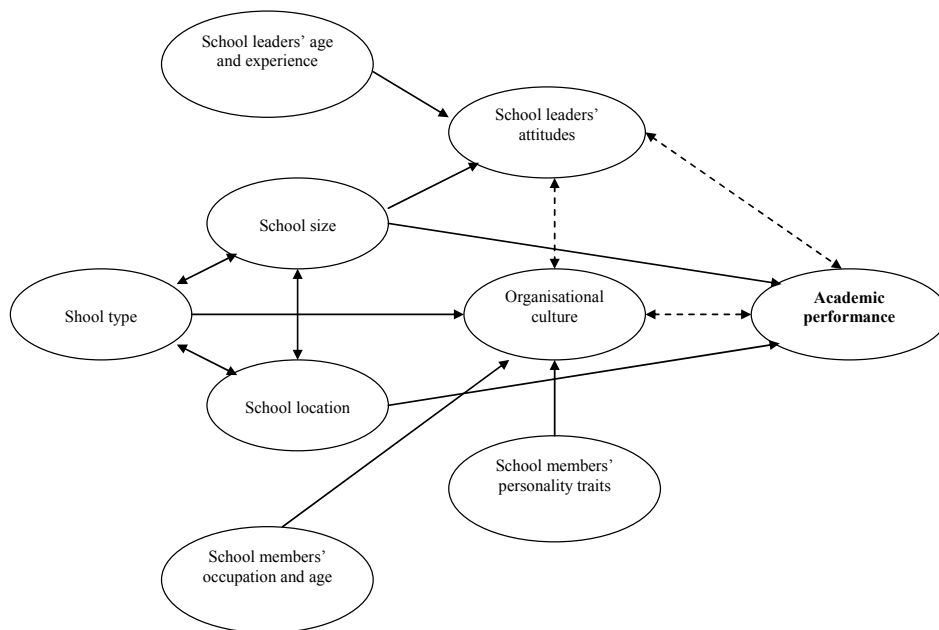 School leaders’ age
and experience
School leaders’
attitudes
School size
Shool type
Organisational
culture
Academic
performance
School location
School members’
personality traits
School members’
occupation and age